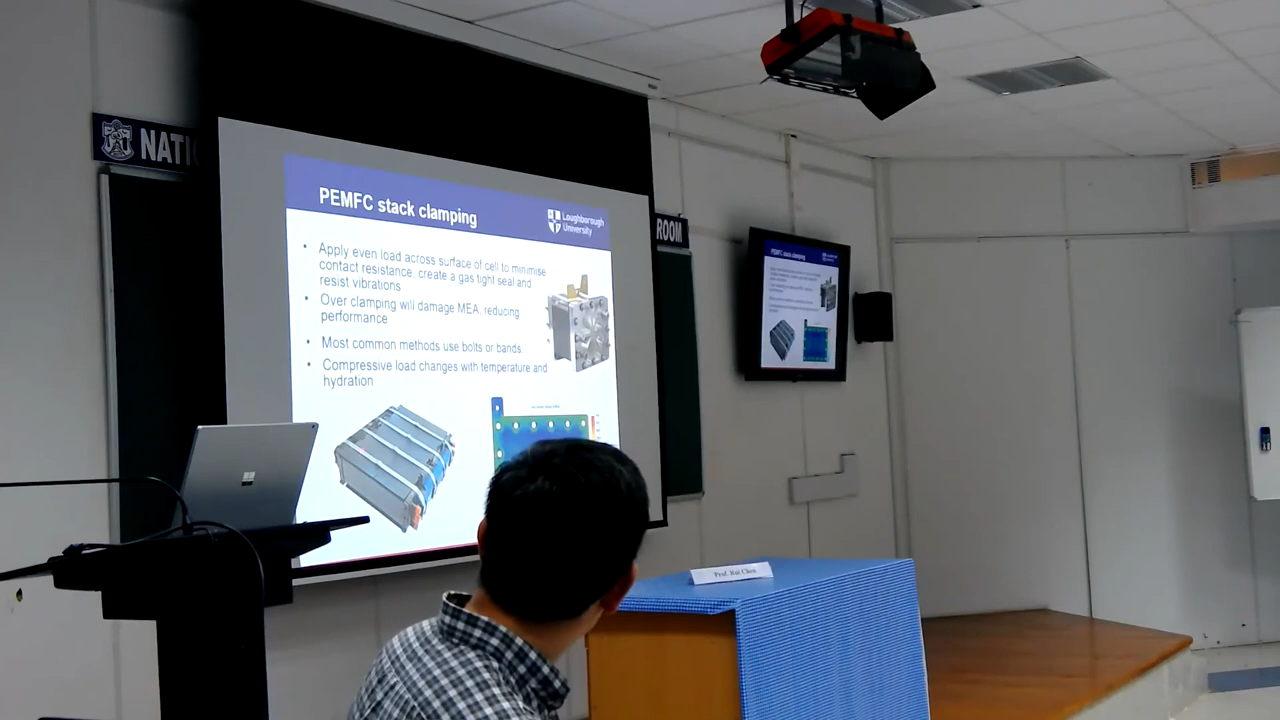 NATI
ROOM
PEMFC stack clamping
Loughborough
University
• Apply even load across surface of cell to minimise
contact resistance, create a gas tight seal and
resist vibrations
• Over clamping will damage MEA, reducing
performance
• Most common methods use bolts or bands.
• Compressive load changes with temperature and
hydration
PEMFC stack clamping
Prof. Rui Chen